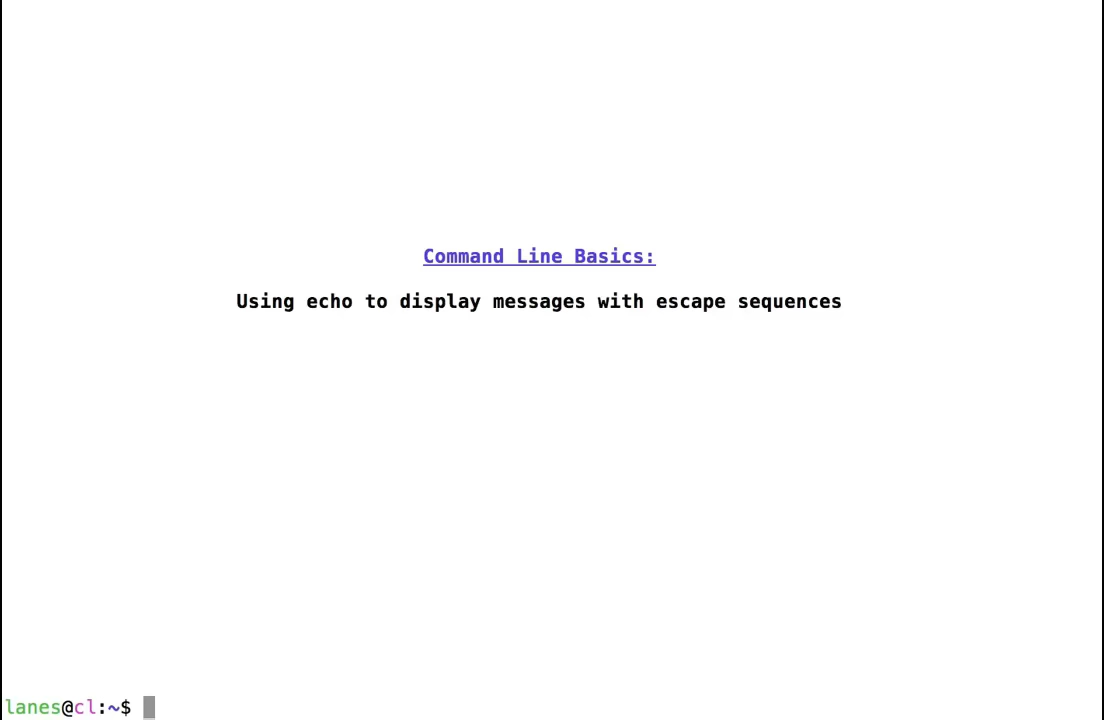 Command Line Basics:
Using echo to display messages with escape sequences
lanes@cl:~$